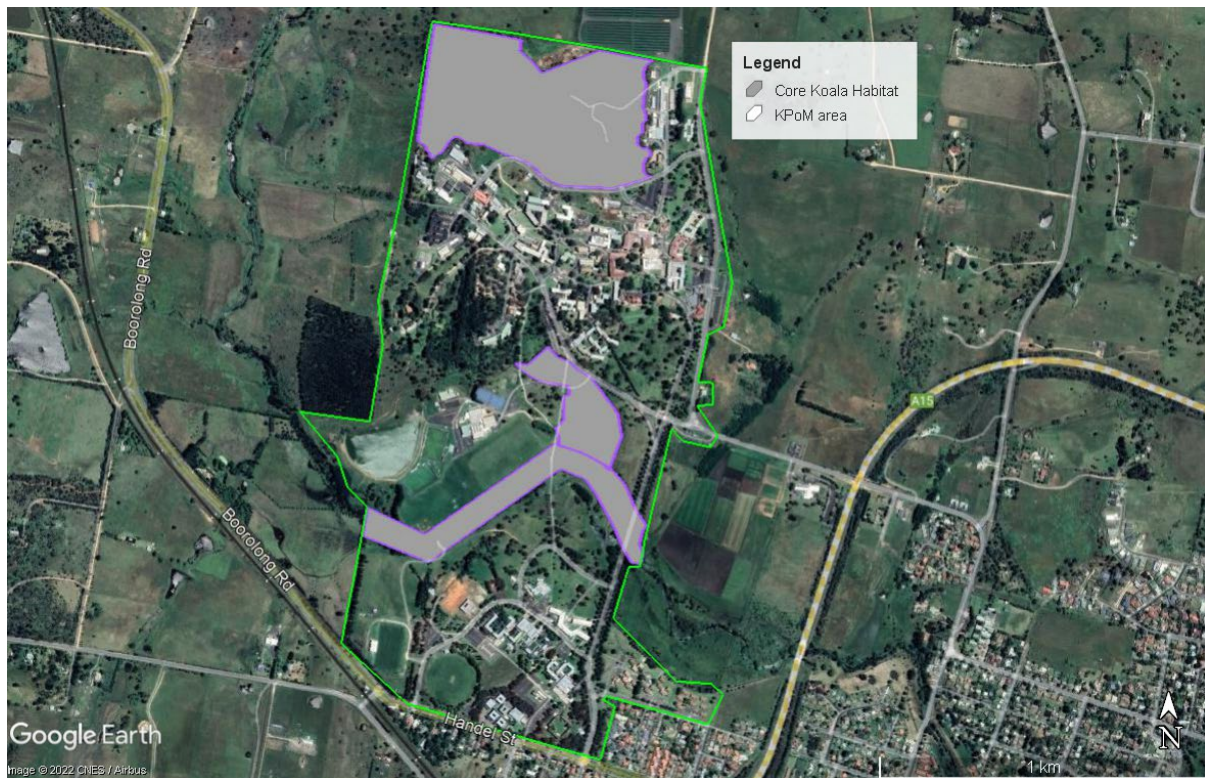 Legend
Core Koala Habitat
KPoM area
Boorolong Rd
A15
Boorolong Rd
Handel St
Google Earth
N
1 km
Image © 2022 CNES / Airbus